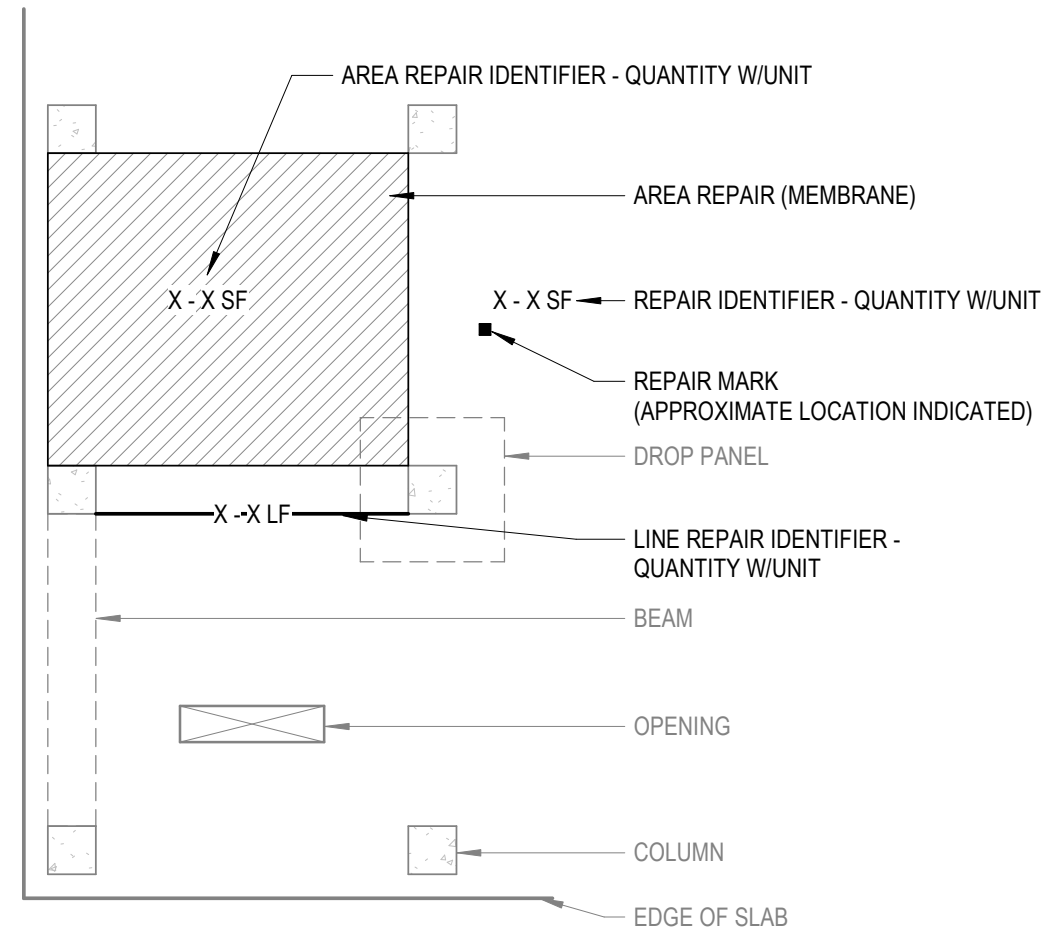 AREA REPAIR IDENTIFIER - QUANTITY W/UNIT
AREA REPAIR (MEMBRANE)
X - X SF
X - X SF
REPAIR IDENTIFIER - QUANTITY W/UNIT
REPAIR MARK
(APPROXIMATE LOCATION INDICATED)
DROP PANEL
X - X LF
LINE REPAIR IDENTIFIER -
QUANTITY W/UNIT
BEAM
OPENING
COLUMN
EDGE OF SLAB